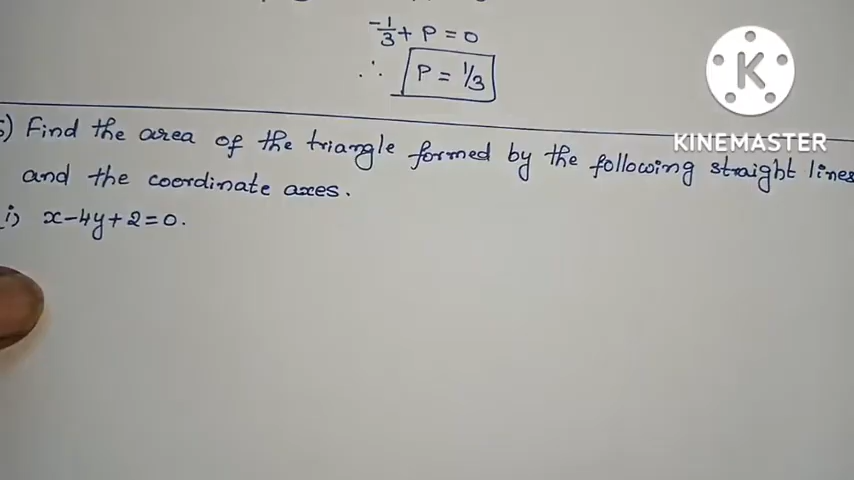 -1/3 + P = 0
∴ P = 1/3
K
KINEMASTER
5) Find the area of the triangle formed by the following straight lines
and the coordinate axes.
i) x-4y+2=0.